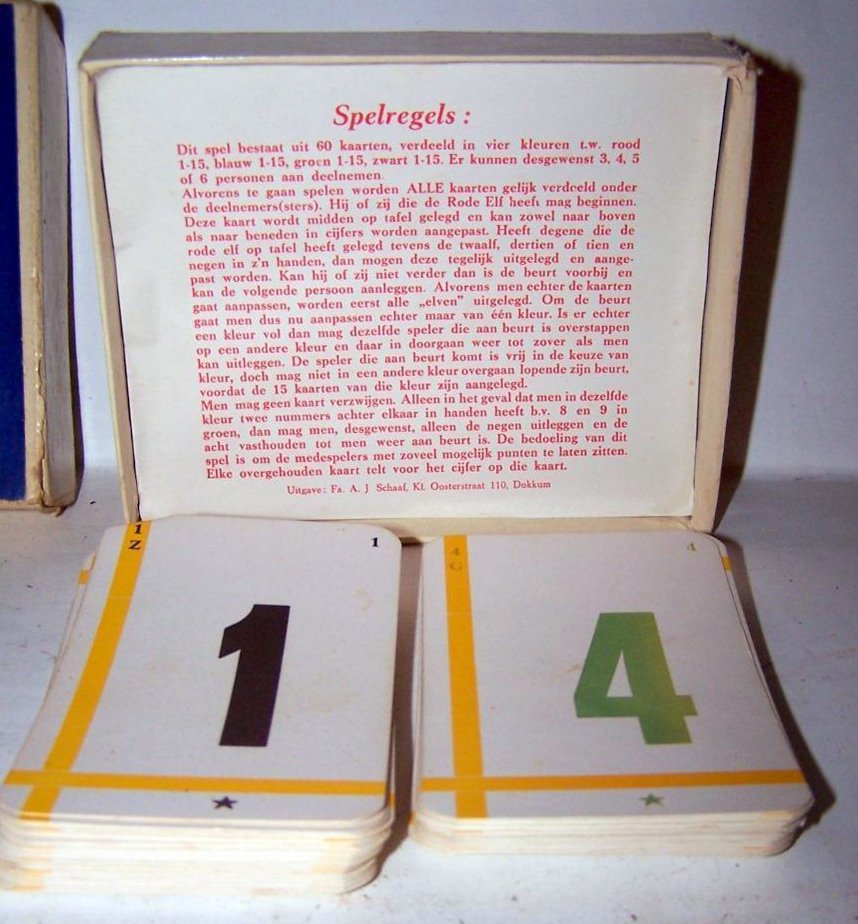 Spelregels :
Dit spel bestaat uit 60 kaarten, verdeeld in vier kleuren t.w. rood
1-15, blauw 1-15, groen 1-15, zwart 1-15. Er kunnen desgewenst 3, 4, 5
of 6 personen aan deelnemen.
Alvorens te gaan spelen worden ALLE kaarten gelijk verdeeld onder
de deelnemers(sters). Hij of zij die de Rode Elf heeft mag beginnen.
Deze kaart wordt midden op tafel gelegd en kan zowel naar boven
als naar beneden in cijfers worden aangepast. Heeft degene die de
rode elf op tafel heeft gelegd tevens de twaalf, dertien of tien en
negen in z'n handen, dan mogen deze tegelijk uitgelegd en aange-
past worden. Kan hij of zij niet verder dan is de beurt voorbij en
kan de volgende persoon aanleggen. Alvorens men echter de kaarten
gaat aanpassen, worden eerst alle „elven” uitgelegd. Om de beurt
gaat men dus nu aanpassen echter maar van één kleur. Is er echter
een kleur vol dan mag dezelfde speler die aan beurt is overstappen
op een andere kleur en daar in doorgaan weer tot zover als men
kan uitleggen. De speler die aan beurt komt is vrij in de keuze van
kleur, doch mag niet in een andere kleur overgaan lopende zijn beurt,
voordat de 15 kaarten van die kleur zijn aangelegd.
Men mag geen kaart verzwijgen. Alleen in het geval dat men in dezelfde
kleur twee nummers achter elkaar in handen heeft b.v. 8 en 9 in
groen, dan mag men, desgewenst, alleen de negen uitleggen en de
acht vasthouden tot men weer aan beurt is. De bedoeling van dit
spel is om de medespelers met zoveel mogelijk punten te laten zitten.
Elke overgehouden kaart telt voor het cijfer op die kaart.
Uitgave: Fa. A. J Schaaf, Kl. Oosterstraat 110, Dokkum
1
Z
1
1
4
G
4
4